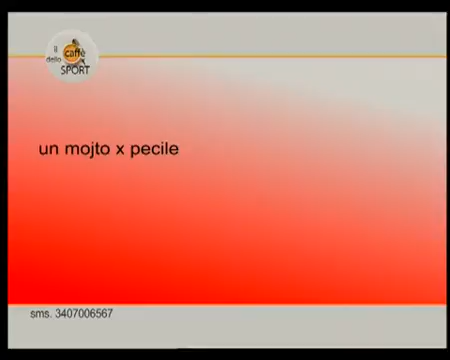 il
caffè
dello
SPORT
un mojto x pecile
sms. 3407006567